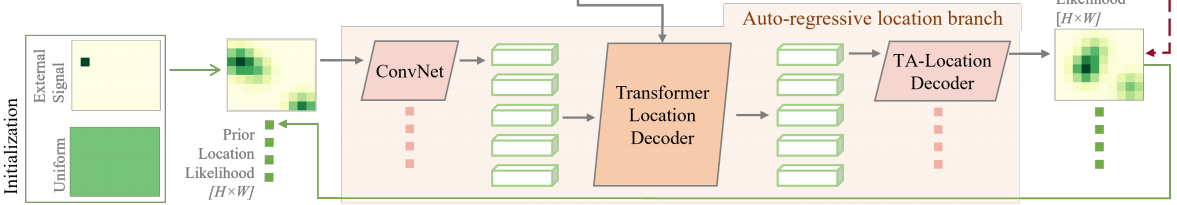 Likelihood
[H×W]
Auto-regressive location branch
Initialization
External
Signal
Uniform
Prior
Location
Likelihood
[H×W]
ConvNet
Transformer
Location
Decoder
TA-Location
Decoder